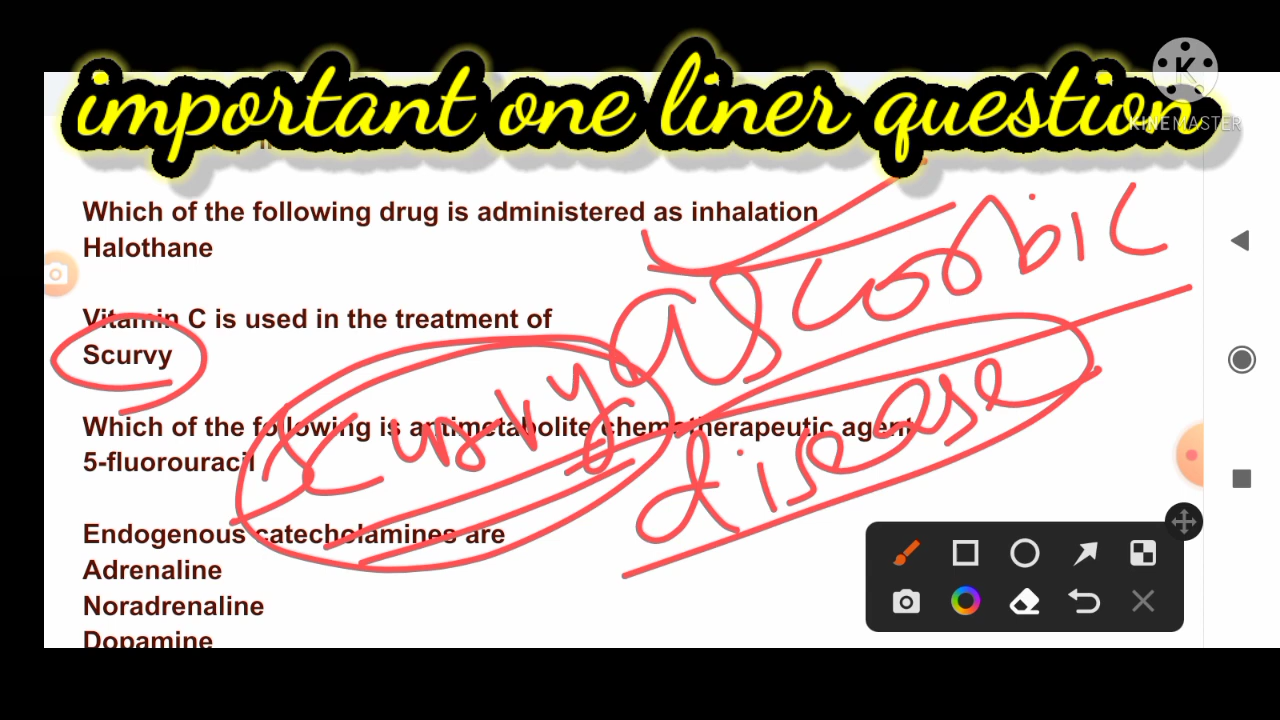 important one liner question
KINEMASTER
Which of the following drug is administered as inhalation
Halothane
ascorbic
Vitamin C is used in the treatment of
Scurvy
scurvy
disease
Which of the following is antimetabolite chemotherapeutic agent
5-fluorouracil
Endogenous catecholamines are
Adrenaline
Noradrenaline
Dopamine